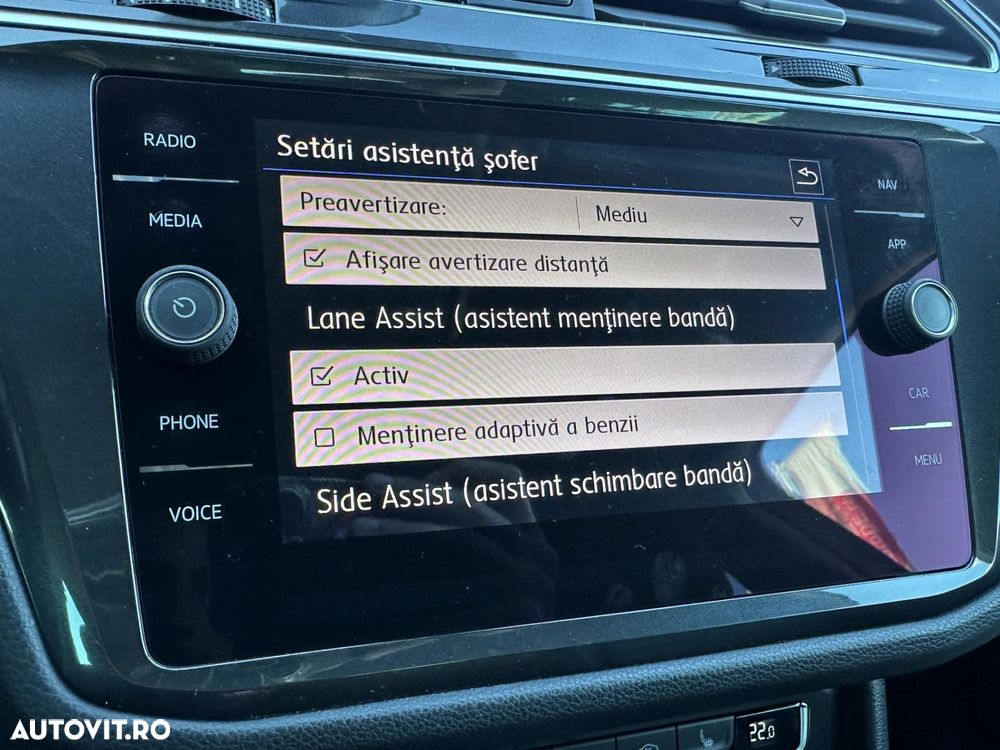 RADIO
MEDIA
PHONE
VOICE
Setări asistenţă şofer
Preavertizare: Mediu
Afişare avertizare distanţă
Lane Assist (asistent menţinere bandă)
Activ
Menţinere adaptivă a benzii
Side Assist (asistent schimbare bandă)
NAV
APP
CAR
MENU
22.0
AUTOVIT.RO